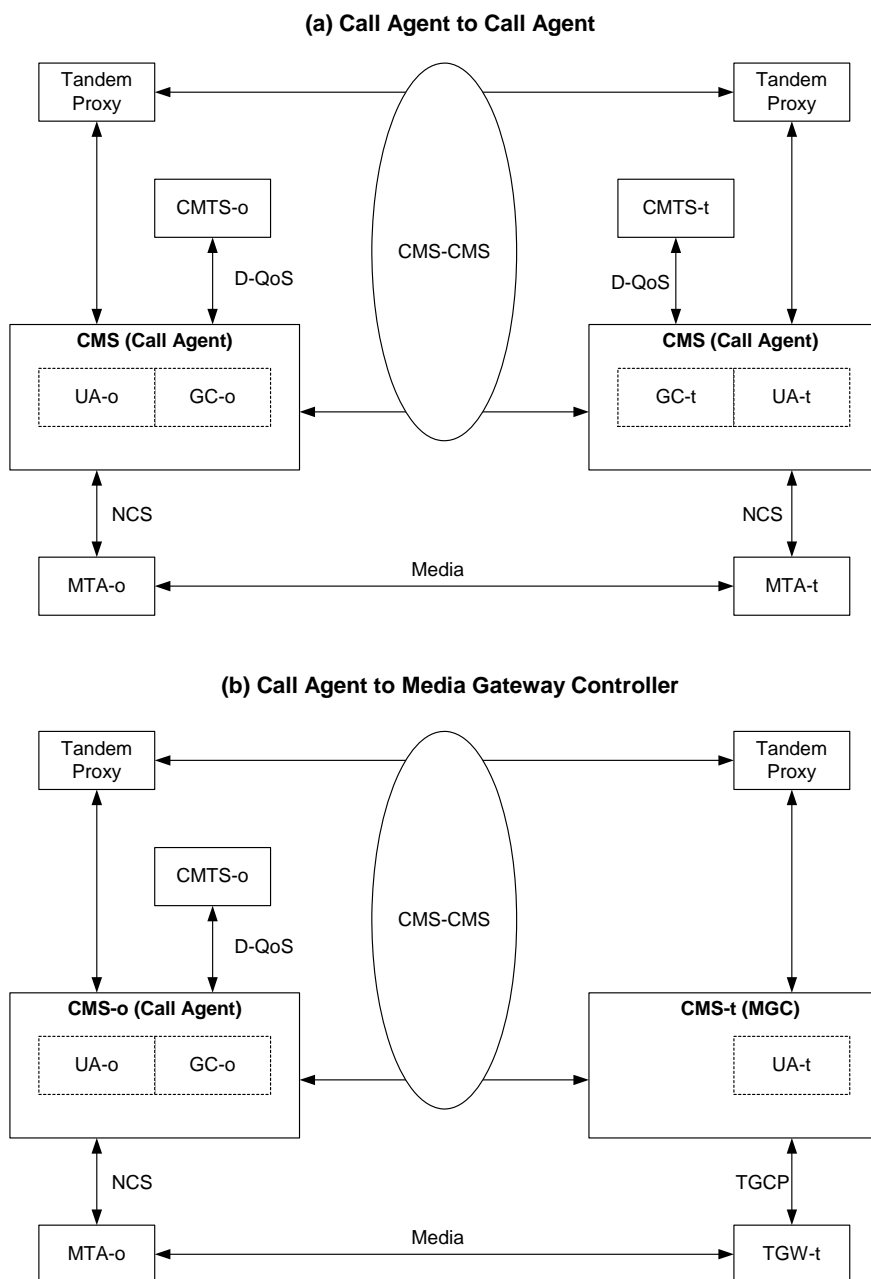 (a) Call Agent to Call Agent
Tandem
Proxy
Tandem
Proxy
CMTS-o
CMTS-t
CMS-CMS
D-QoS
D-QoS
CMS (Call Agent)
CMS (Call Agent)
UA-o
GC-o
GC-t
UA-t
NCS
NCS
Media
MTA-o
MTA-t
(b) Call Agent to Media Gateway Controller
Tandem
Proxy
Tandem
Proxy
CMTS-o
CMS-CMS
D-QoS
CMS-o (Call Agent)
CMS-t (MGC)
UA-o
GC-o
UA-t
NCS
TGCP
Media
MTA-o
TGW-t